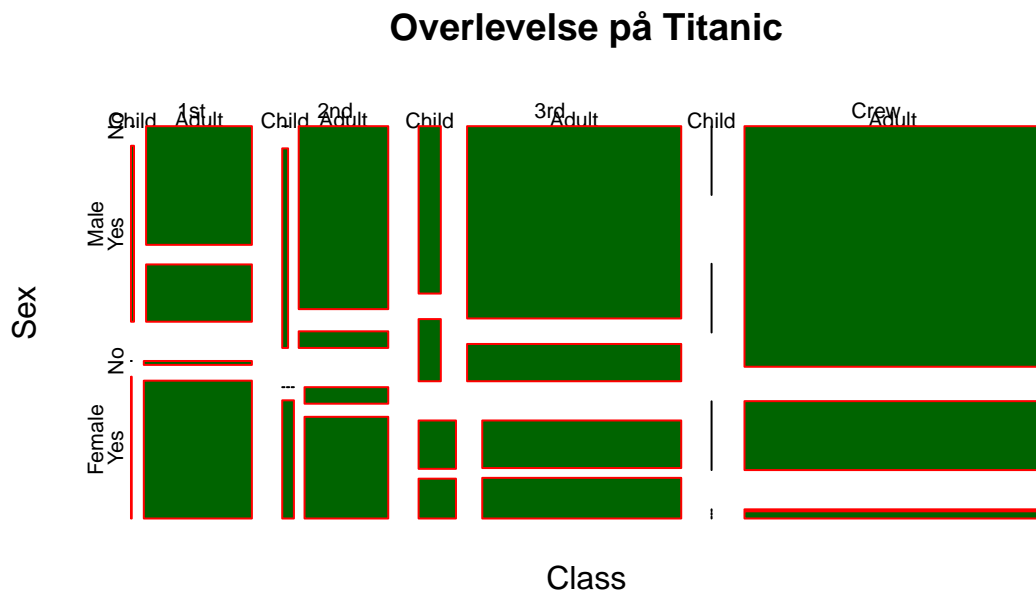 Overlevelse på Titanic
1st 2nd 3rd Crew
Child Adult Child Adult Child Adult Child Adult
No
Male
Yes
Sex
No
Female
Yes
Class